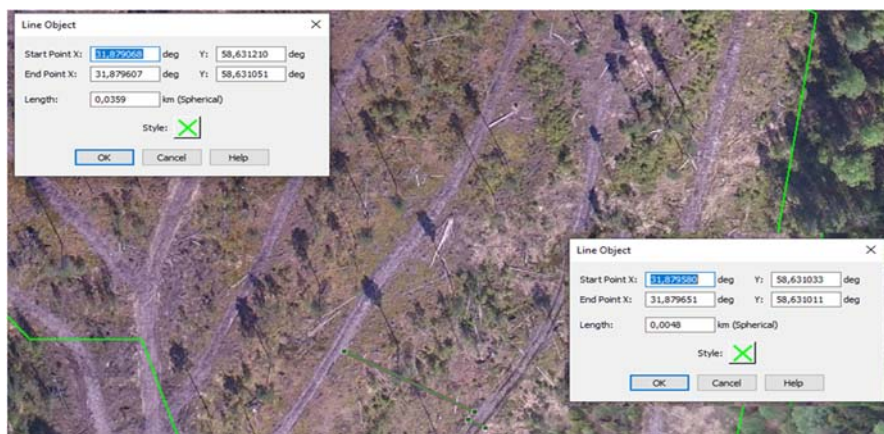 Line Object
Start Point X: 31,879068 deg Y: 58,631210 deg
End Point X: 31,879607 deg Y: 58,631051 deg
Length: 0,0359 km (Spherical)
Style:
OK Cancel Help
Line Object
Start Point X: 31,879580 deg Y: 58,631033 deg
End Point X: 31,879651 deg Y: 58,631011 deg
Length: 0,0048 km (Spherical)
Style:
OK Cancel Help